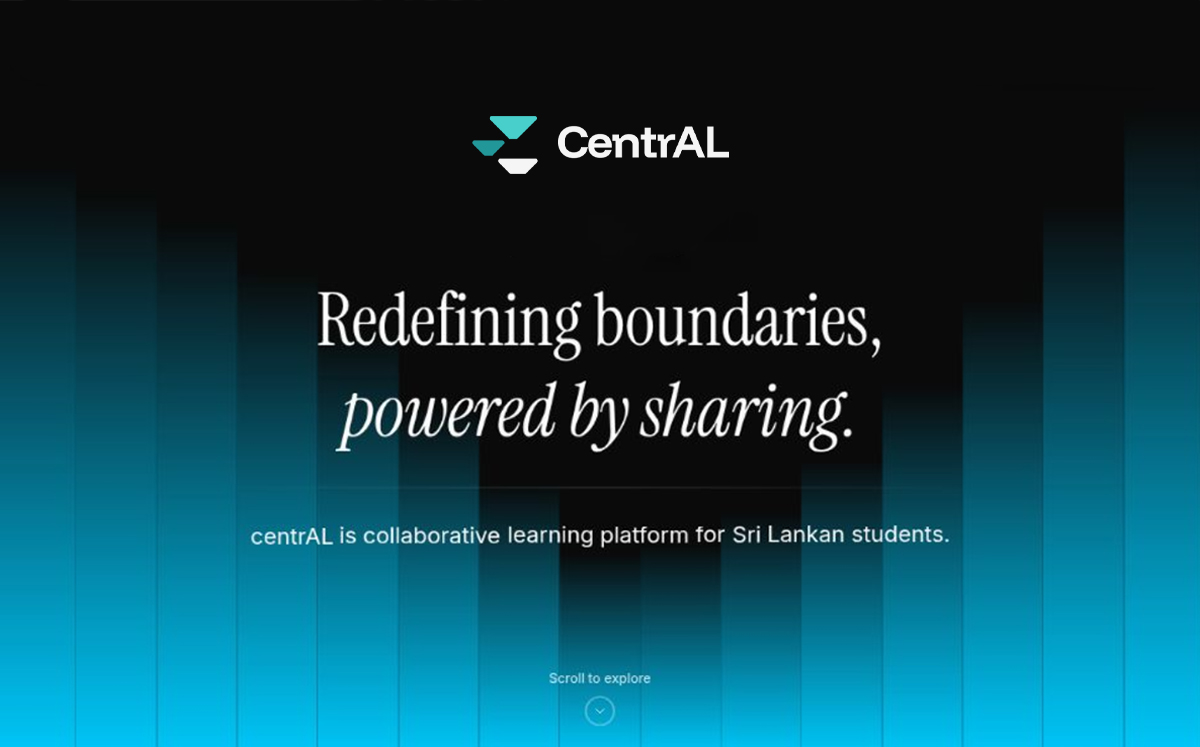 CentrAL
Redefining boundaries,
powered by sharing.
centrAL is collaborative learning platform for Sri Lankan students.
Scroll to explore